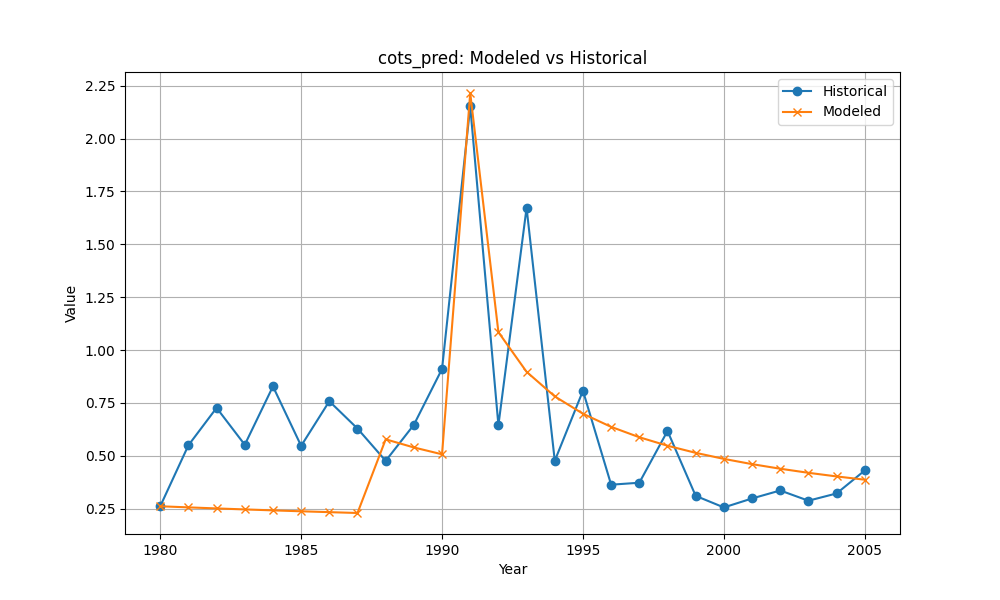 cots_pred: Modeled vs Historical
Historical
Modeled
Value
2.25
2.00
1.75
1.50
1.25
1.00
0.75
0.50
0.25
1980 1985 1990 1995 2000 2005
Year